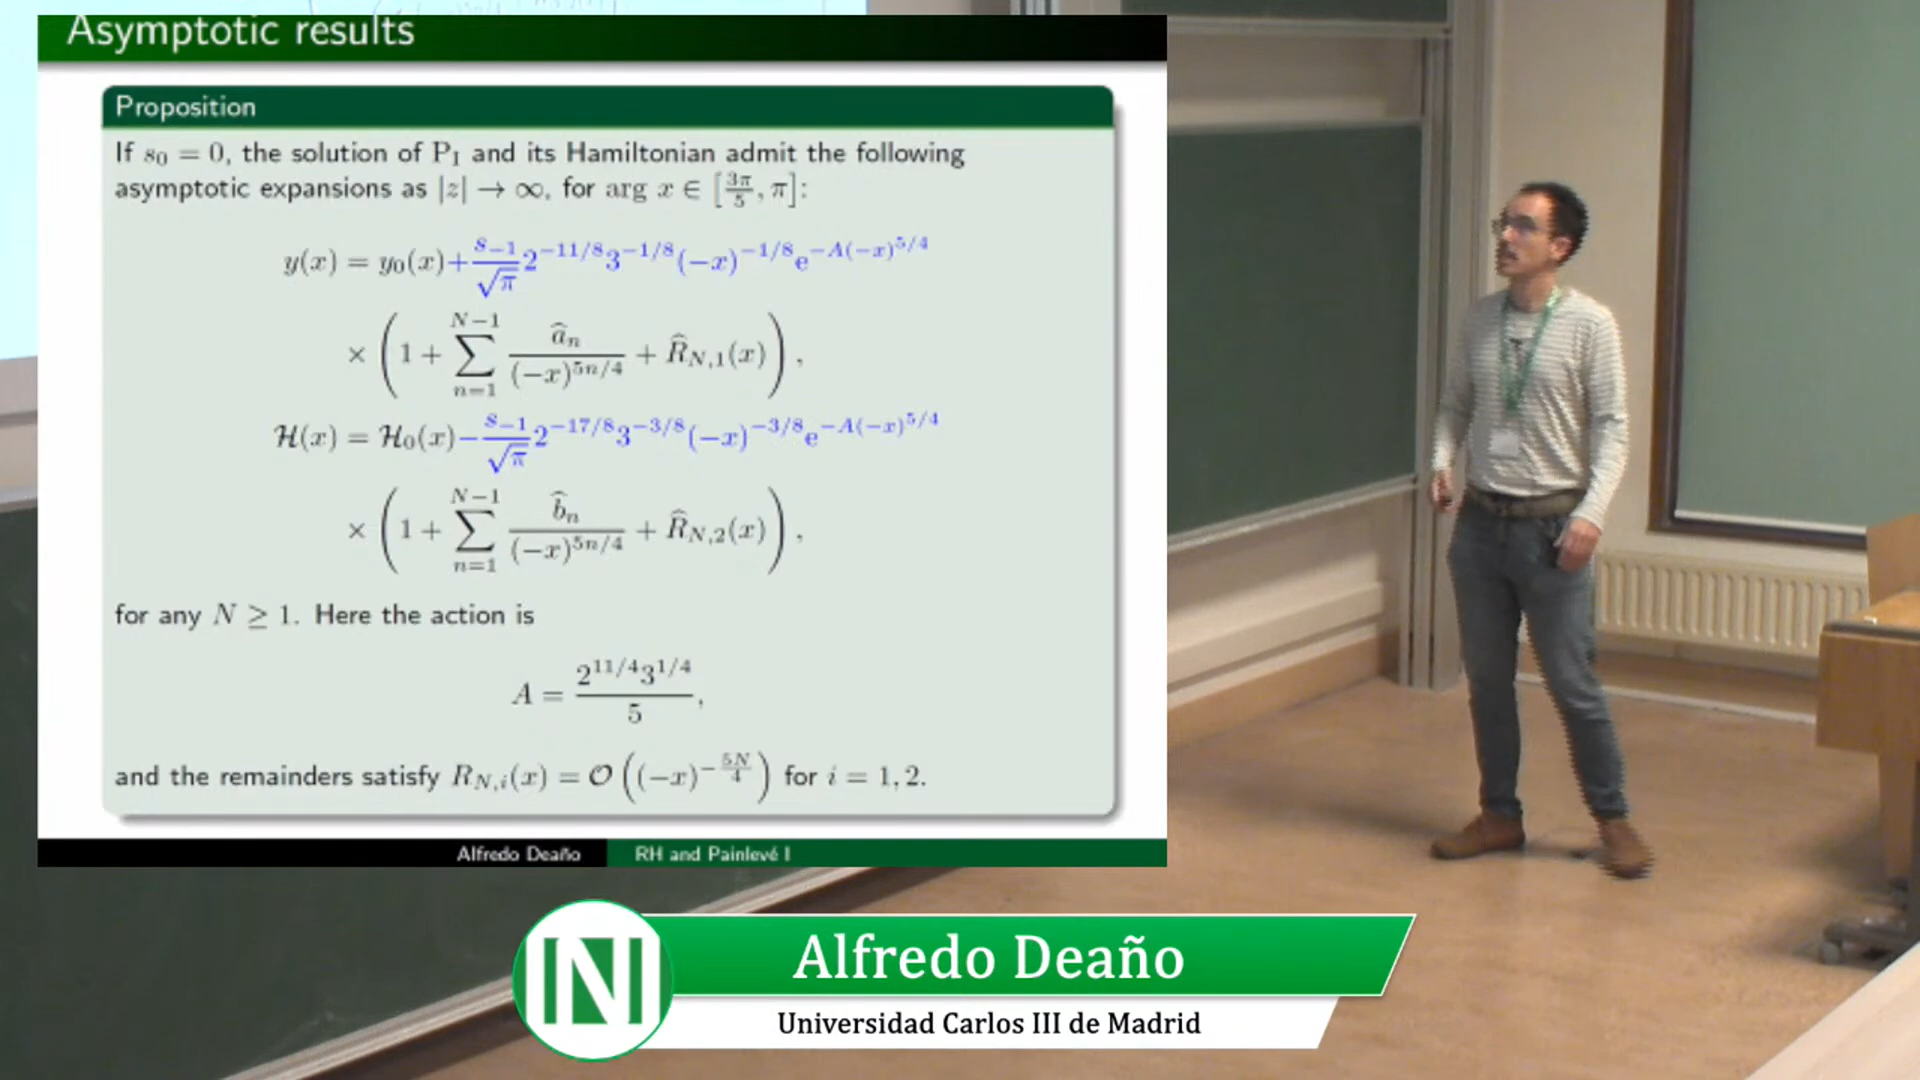 Asymptotic results
Proposition
If s₀ = 0, the solution of P_I and its Hamiltonian admit the following
asymptotic expansions as |z| → ∞, for arg x ∈ [3π/5, π]:
y(x) = y₀(x)+ s₋₁/√π 2^{−11/8}3^{−1/8}(−x)^{−1/8}e^{−A(−x)^{5/4}}
× (1 + ∑_{n=1}^{N−1} â_n/(−x)^{5n/4} + R̂_{N,1}(x)),
ℋ(x) = ℋ₀(x)− s₋₁/√π 2^{−17/8}3^{−3/8}(−x)^{−3/8}e^{−A(−x)^{5/4}}
× (1 + ∑_{n=1}^{N−1} b̂_n/(−x)^{5n/4} + R̂_{N,2}(x)),
for any N ≥ 1. Here the action is
A = 2^{11/4}3^{1/4}/5,
and the remainders satisfy R_{N,i}(x) = 𝒪((−x)^{−5N/4}) for i = 1, 2.
Alfredo Deaño RH and Painlevé I
N
Alfredo Deaño
Universidad Carlos III de Madrid